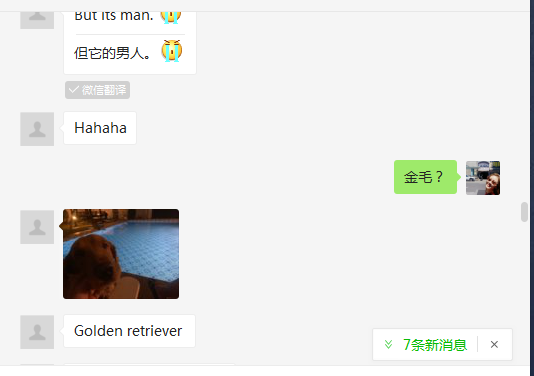 But its man.
但它的男人。
微信翻译
Hahaha
金毛？
Golden retriever
7条新消息